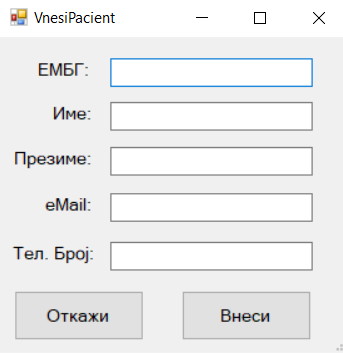 VnesiPacient
ЕМБГ:
Име:
Презиме:
eMail:
Тел. Број:
Откажи Внеси